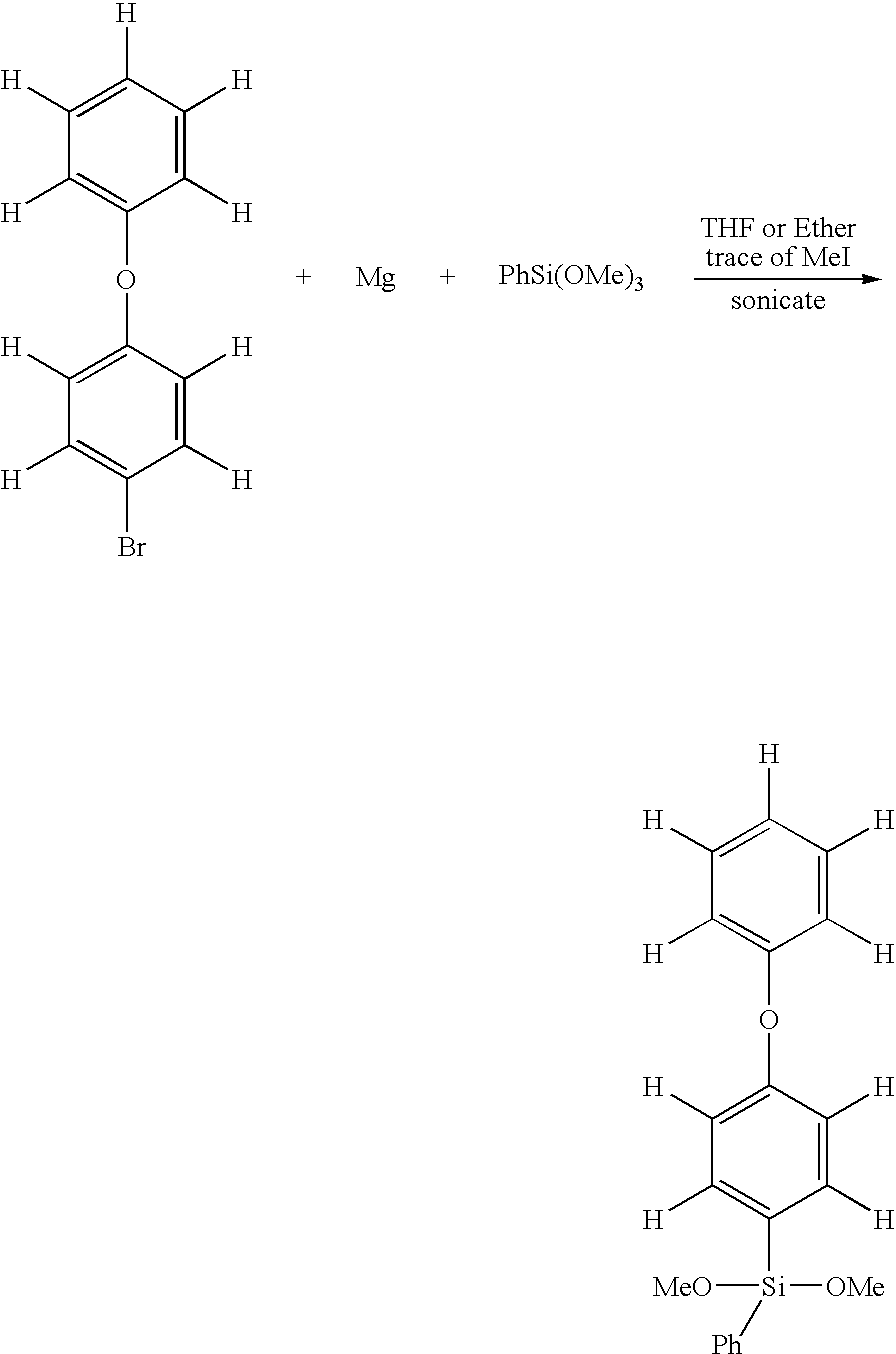 H
H H
H H
THF or Ether
trace of MeI
O + Mg + PhSi(OMe)3
sonicate
H H
H H
Br
H
H H
H H
O
H H
H H
MeO Si OMe
Ph